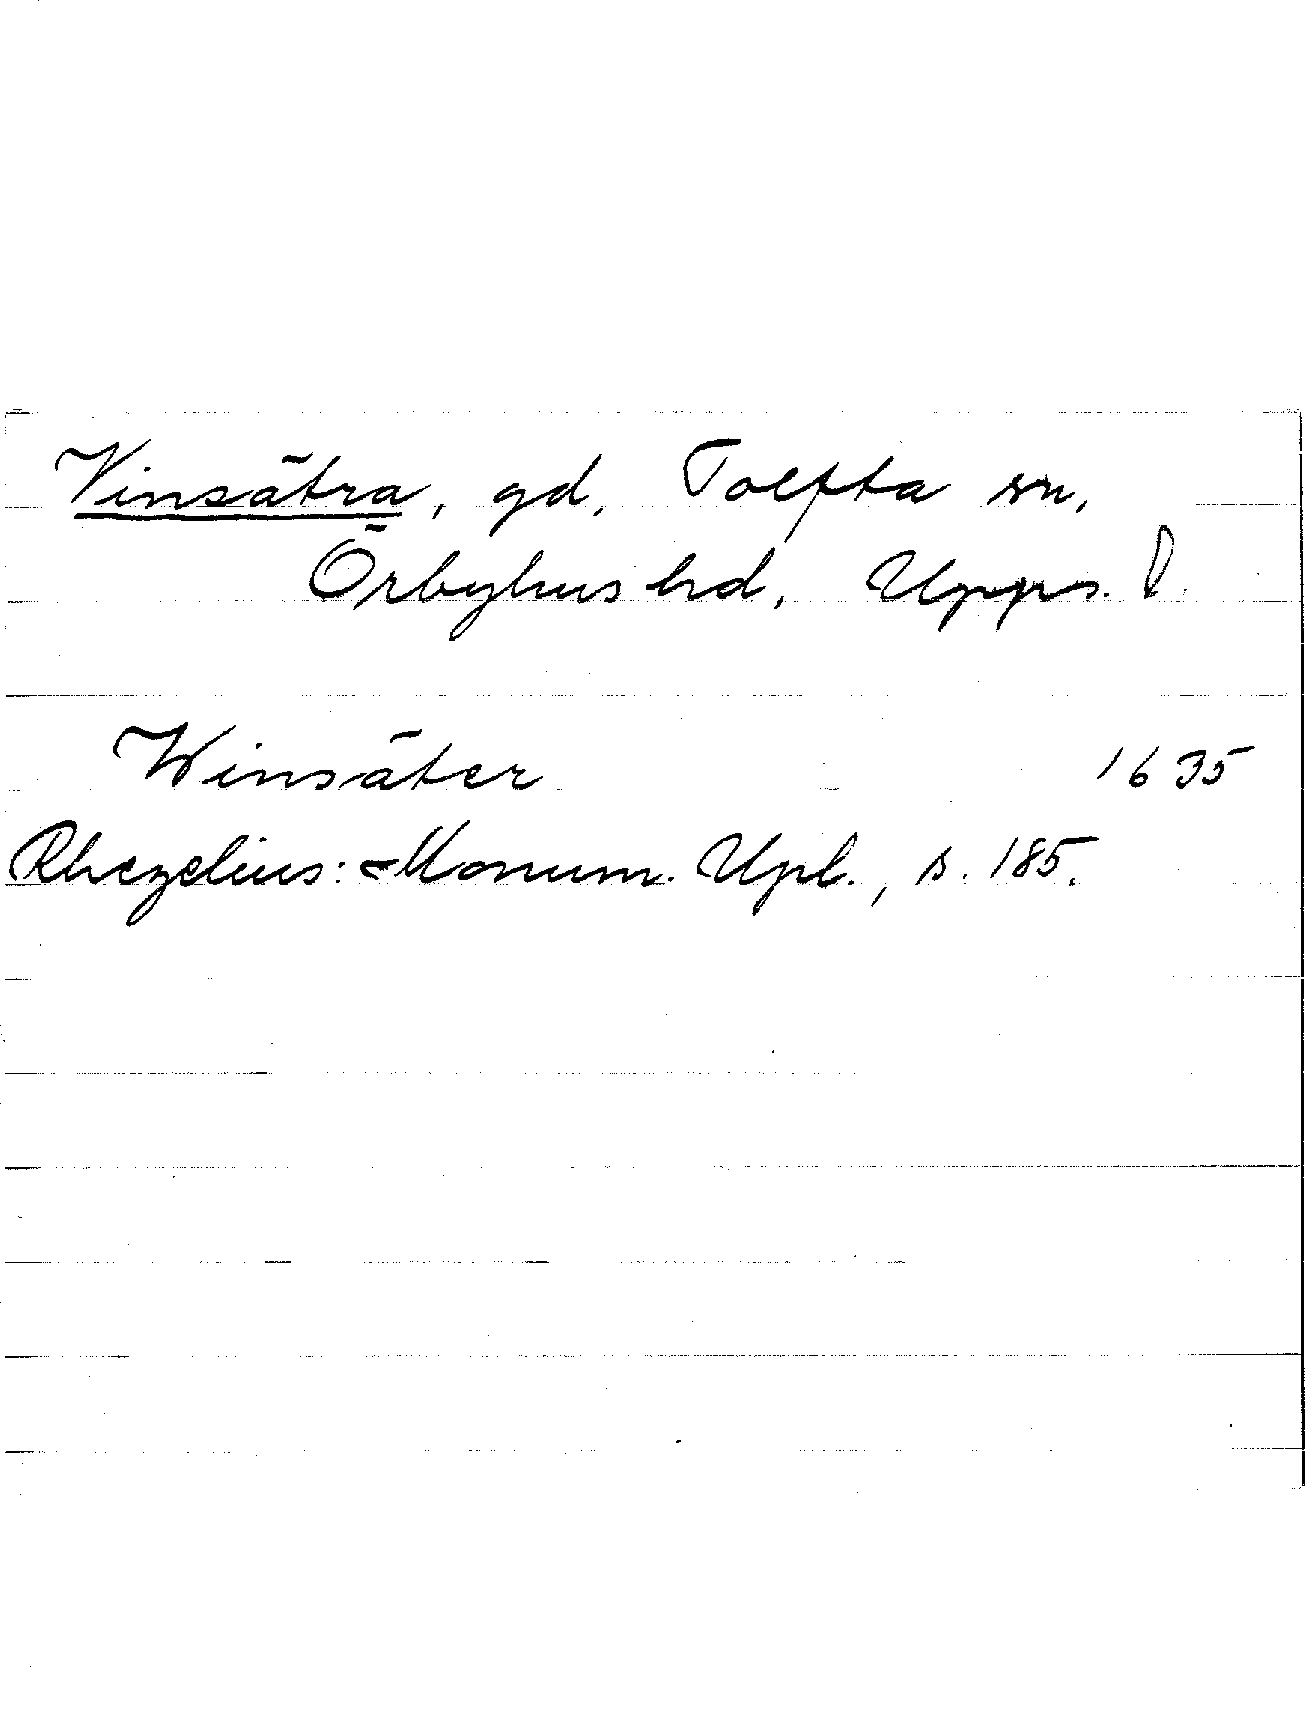 Vinsätra, gd, Tolfta sn,
Örbyhus hd, Upps. l.
Winsäter 1635
Rhezelius: Monum. Upl., s. 185.